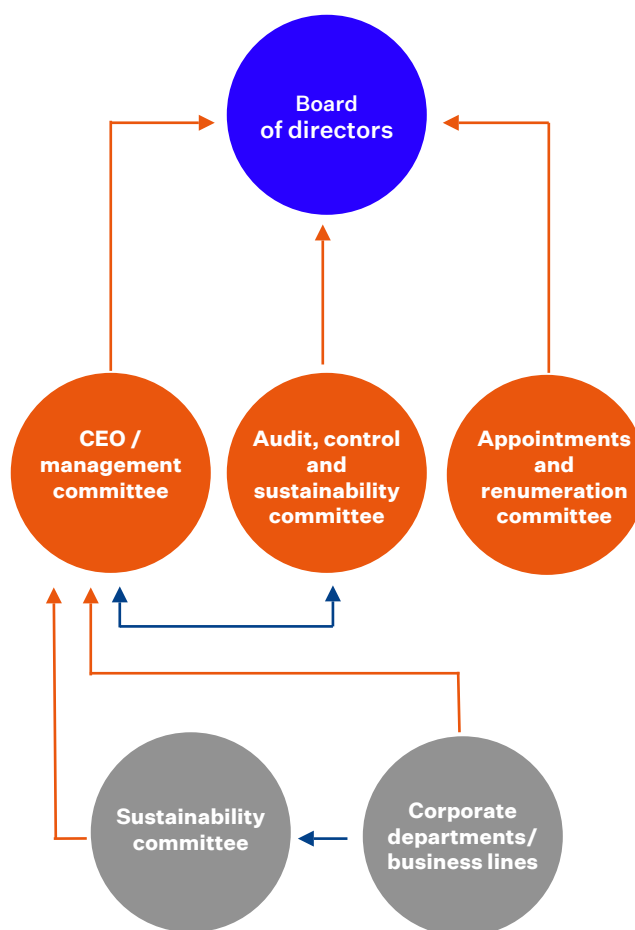 Board
of directors
CEO /
management
committee
Audit, control
and
sustainability
committee
Appointments
and
renumeration
committee
Sustainability
committee
Corporate
departments/
business lines